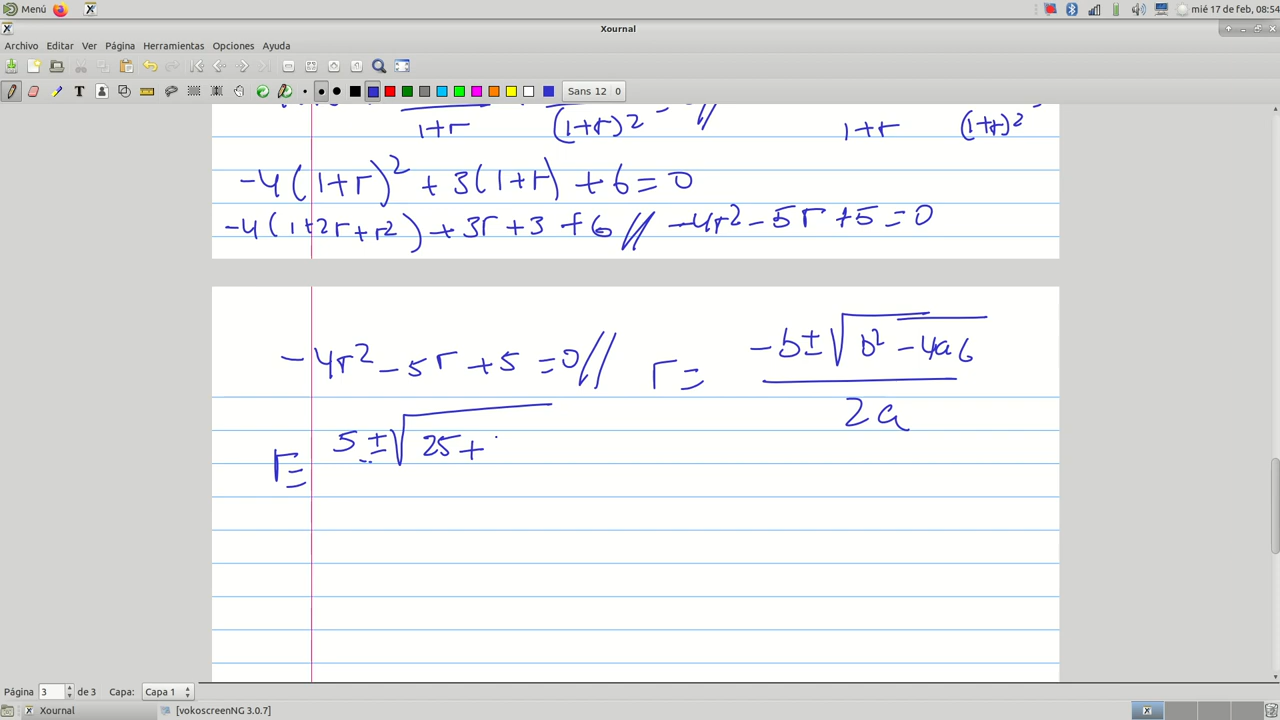 Menú
mié 17 de feb, 08:54
Xournal
Archivo Editar Ver Página Herramientas Opciones Ayuda
T
Sans 12 0
1+r (1+r)2 = 0// 1+r (1+r)2
-4(1+r)2 + 3(1+r) + 6 = 0
-4(1+2r+r2) + 3r + 3 + 6 // -4r2 - 5r + 5 = 0
-4r2 - 5r + 5 = 0// r = -b±√b2 - 4ac
2a
r = 5 ± √25 +
Página 3 de 3 Capa: Capa 1
Xournal [vokoscreenNG 3.0.7]